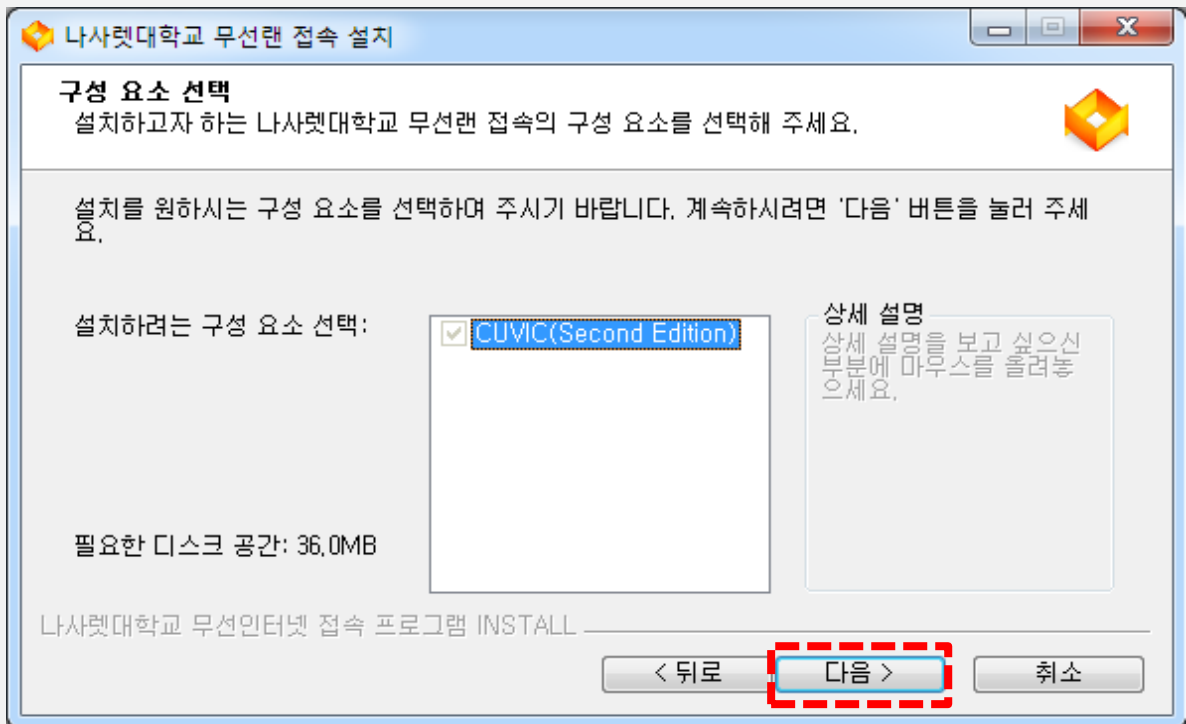 나사렛대학교 무선랜 접속 설치
구성 요소 선택
설치하고자 하는 나사렛대학교 무선랜 접속의 구성 요소를 선택해 주세요.
설치를 원하시는 구성 요소를 선택하여 주시기 바랍니다. 계속하시려면 '다음' 버튼을 눌러 주세
요.
설치하려는 구성 요소 선택:
CUVIC(Second Edition)
상세 설명
상세 설명을 보고 싶으신
부분에 마우스를 올려놓
으세요.
필요한 디스크 공간: 36.0MB
나사렛대학교 무선인터넷 접속 프로그램 INSTALL
< 뒤로
다음 >
취소